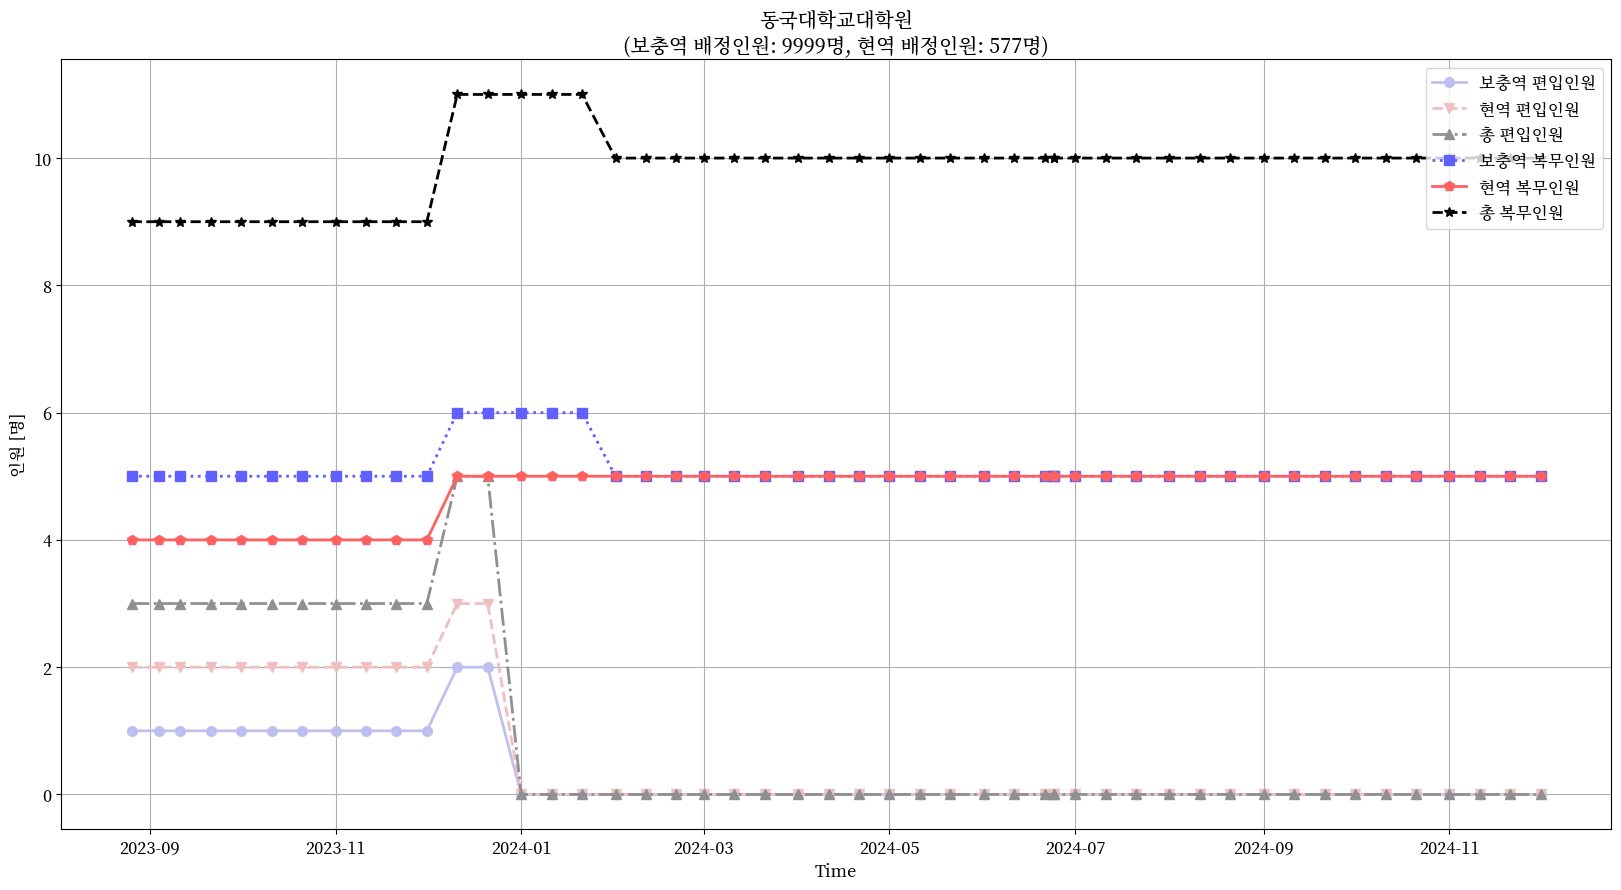 동국대학교대학원
(보충역 배정인원: 9999명, 현역 배정인원: 577명)
보충역 편입인원
현역 편입인원
총 편입인원
보충역 복무인원
현역 복무인원
총 복무인원
인원 [명]
10
8
6
4
2
0
2023-09
2023-11
2024-01
2024-03
2024-05
2024-07
2024-09
2024-11
Time